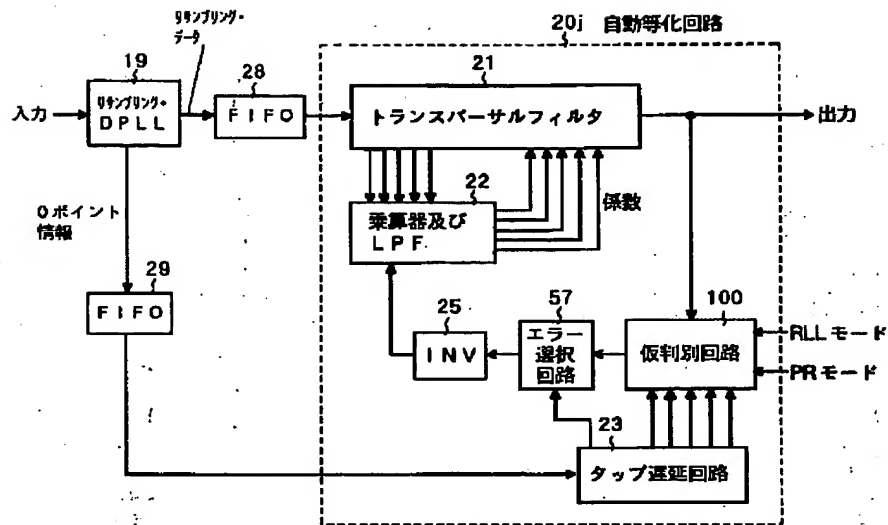 リサンプリング・
データ
20j 自動等化回路
19
28
21
入力
リサンプリング・
DPLL
FIFO
トランスバーサルフィルタ
出力
22
0ポイント
情報
乗算器及び
LPF
係数
29
FIFO
25
57
100
INV
エラー
選択
回路
仮判別回路
RLLモード
PRモード
23
タップ遅延回路